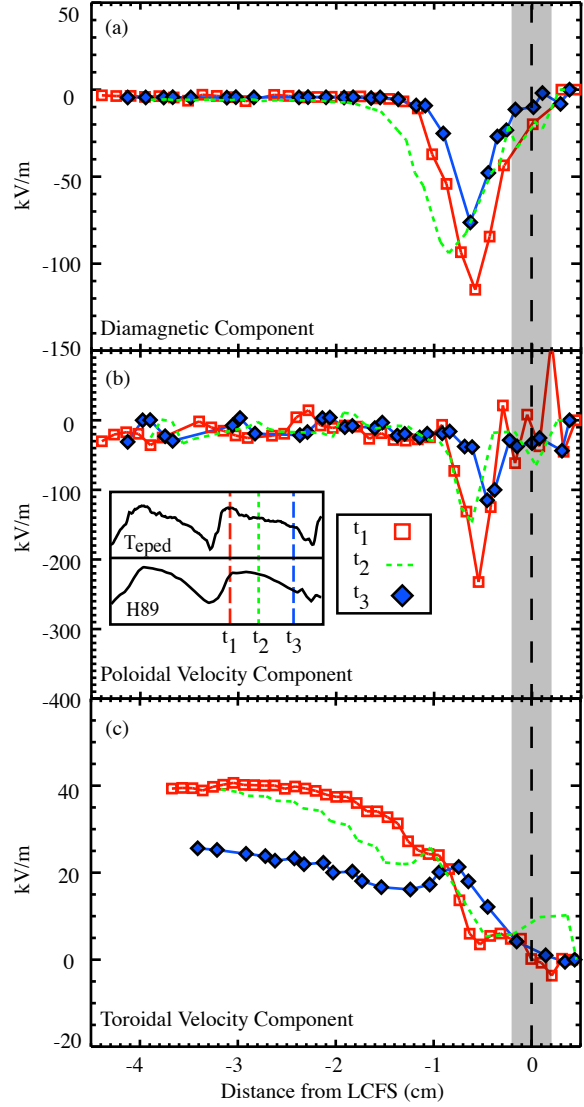 50
(a)
0
-50
kV/m
-100
Diamagnetic Component
-150
(b)
0
-100
kV/m
-200
-300
Teped
H89
t1 t2 t3
t1
t2
t3
Poloidal Velocity Component
-400
(c)
40
kV/m
20
0
Toroidal Velocity Component
-20
-4 -3 -2 -1 0
Distance from LCFS (cm)